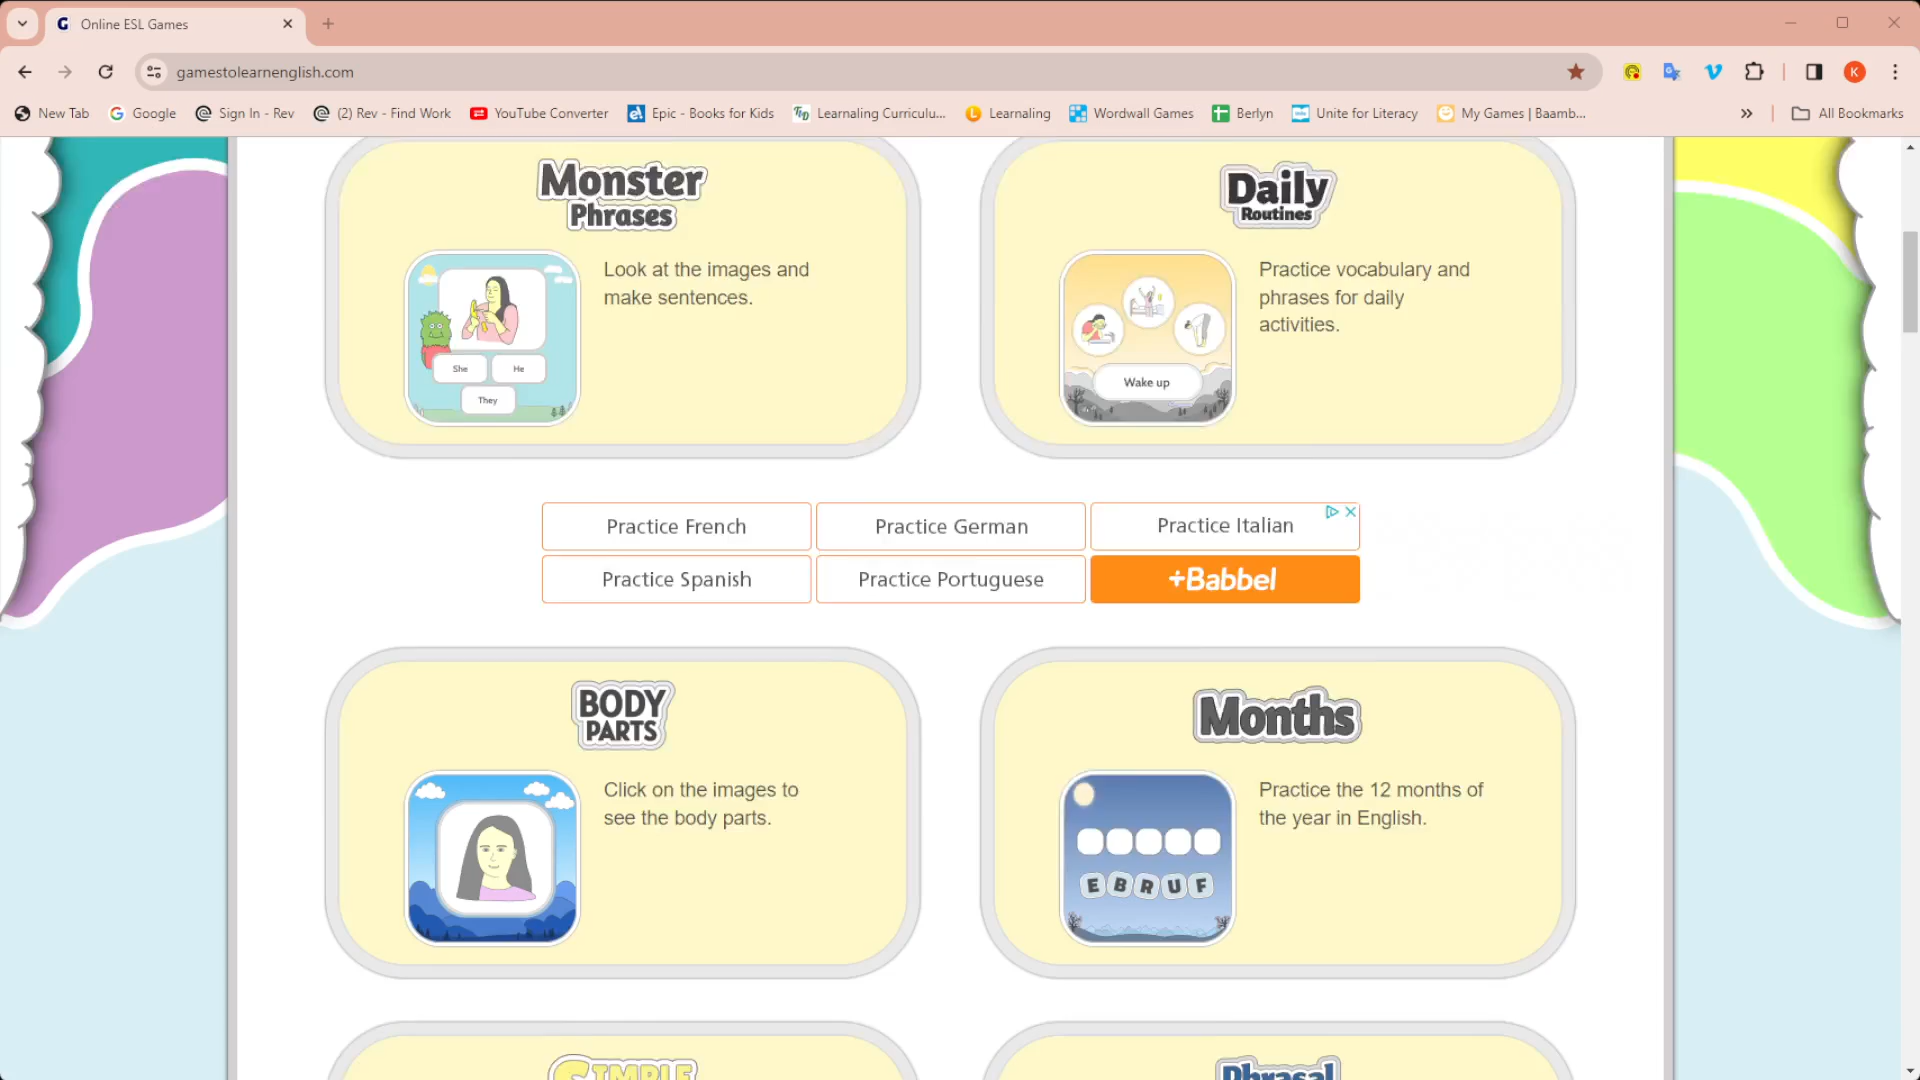 Online ESL Games
gamestolearnenglish.com
K
New Tab
Google
Sign In - Rev
(2) Rev - Find Work
YouTube Converter
Epic - Books for Kids
Learnaling Curriculu...
Learnaling
Wordwall Games
Berlyn
Unite for Literacy
My Games | Baamb...
All Bookmarks
Monster
Phrases
Look at the images and
make sentences.
She
He
They
Daily
Routines
Practice vocabulary and
phrases for daily
activities.
Wake up
Practice French
Practice German
Practice Italian
Practice Spanish
Practice Portuguese
+Babbel
BODY
PARTS
Click on the images to
see the body parts.
Months
Practice the 12 months of
the year in English.
E B R U F
SIMPLE
Phrasal